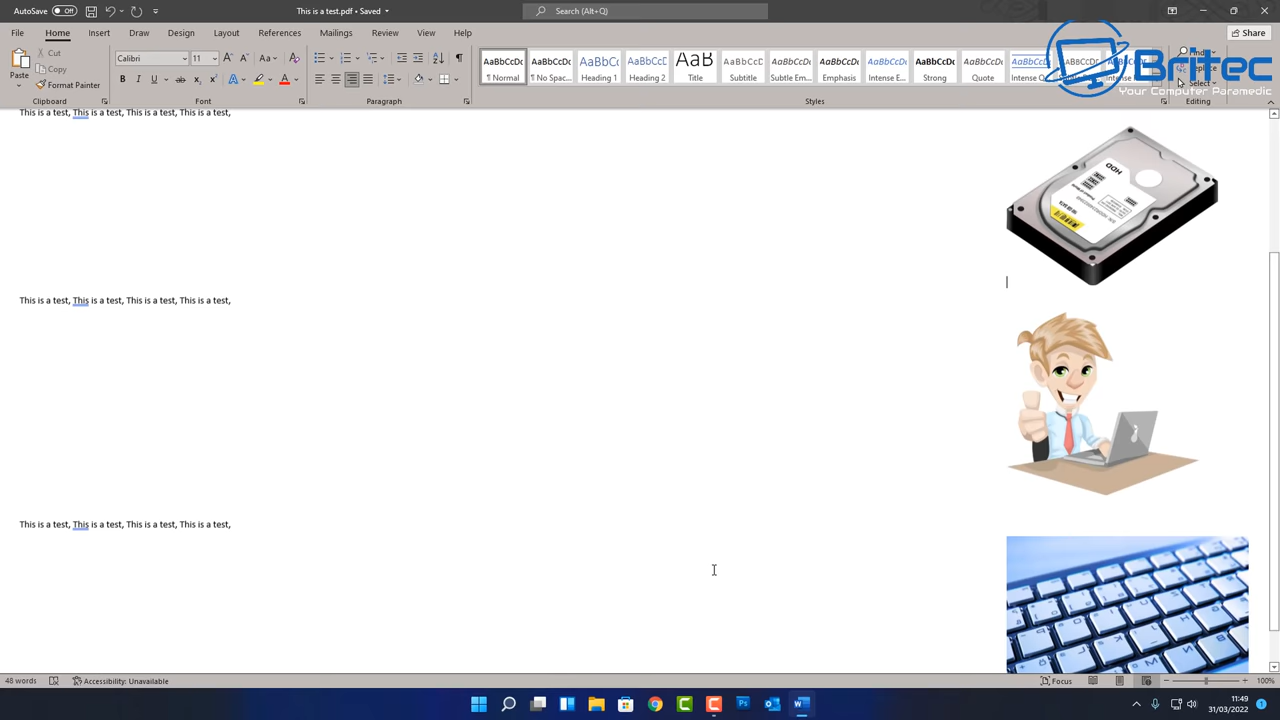 AutoSave Off This is a test.pdf • Saved Search (Alt+Q)
File Home Insert Draw Design Layout References Mailings Review View Help Share
Paste Cut Copy Format Painter
Calibri 11
AaBbCcDc ¶ Normal
AaBbCcDc ¶ No Spac...
AaBbCc Heading 1
AaBbCcC Heading 2
AaB Title
AaBbCcD Subtitle
AaBbCcDc Subtle Em...
AaBbCcDc Emphasis
AaBbCcDc Intense E...
AaBbCcDc Strong
AaBbCcDc Quote
AaBbCcDc Intense Q...
Select
Clipboard Font Paragraph Styles Editing
Britec
Your Computer Paramedic
This is a test, This is a test, This is a test, This is a test,
HDD
This is a test, This is a test, This is a test, This is a test,
This is a test, This is a test, This is a test, This is a test,
48 words Accessibility: Unavailable Focus 100%
11:49
31/03/2022